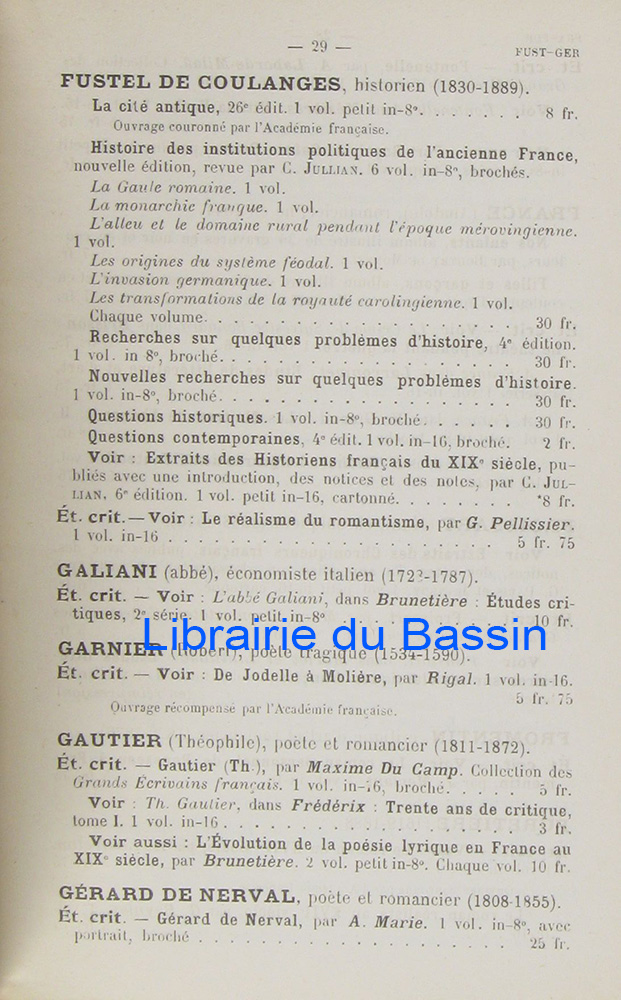 — 29 —
FUST-GER
FUSTEL DE COULANGES, historien (1830-1889).
La cité antique, 26e édit. 1 vol. petit in-8o. . . . . . . . 8 fr.
Ouvrage couronné par l'Académie française.
Histoire des institutions politiques de l'ancienne France,
nouvelle édition, revue par C. JULLIAN. 6 vol. in-8o, brochés.
La Gaule romaine. 1 vol.
La monarchie franque. 1 vol.
L'alleu et le domaine rural pendant l'époque mérovingienne.
1 vol.
Les origines du système féodal. 1 vol.
L'invasion germanique. 1 vol.
Les transformations de la royauté carolingienne. 1 vol.
Chaque volume. . . . . . . . . . . . . . . . . . 30 fr.
Recherches sur quelques problèmes d'histoire, 4e édition.
1 vol. in 8o, broché. . . . . . . . . . . . . . . . . 30 fr.
Nouvelles recherches sur quelques problèmes d'histoire.
1 vol. in-8o, broché. . . . . . . . . . . . . . . . . 30 fr.
Questions historiques. 1 vol. in-8o, broché. . . . . . 30 fr.
Questions contemporaines, 4e édit. 1 vol. in-16, broché. 2 fr.
Voir : Extraits des Historiens français du XIXe siècle, pu-
bliés avec une introduction, des notices et des notes, par C. JUL-
LIAN. 6e édition. 1 vol. petit in-16, cartonné. . . . . . . . *8 fr.
Ét. crit. — Voir : Le réalisme du romantisme, par G. Pellissier.
1 vol. in-16 . . . . . . . . . . . . . . . . . . 5 fr. 75
GALIANI (abbé), économiste italien (172?-1787).
Ét. crit. — Voir : L'abbé Galiani, dans Brunetière : Études cri-
tiques, 2e série. 1 vol. petit in-8o . . . . . . . . . . 10 fr.
Librairie du Bassin
GARNIER (Robert), poète tragique (1534-1590).
Ét. crit. — Voir : De Jodelle à Molière, par Rigal. 1 vol. in-16.
5 fr. 75
Ouvrage récompensé par l'Académie française.
GAUTIER (Théophile), poète et romancier (1811-1872).
Ét. crit. — Gautier (Th.), par Maxime Du Camp. Collection des
Grands Écrivains français. 1 vol. in-16, broché. . . . . . 5 fr.
Voir : Th. Gautier, dans Frédérix : Trente ans de critique,
tome I. 1 vol. in-16 . . . . . . . . . . . . . . . . 3 fr.
Voir aussi : L'Évolution de la poésie lyrique en France au
XIXe siècle, par Brunetière. 2 vol. petit in-8o. Chaque vol. 10 fr.
GÉRARD DE NERVAL, poète et romancier (1808-1855).
Ét. crit. — Gérard de Nerval, par A. Marie. 1 vol. in-8o, avec
portrait, broché . . . . . . . . . . . . . . . . . 25 fr.